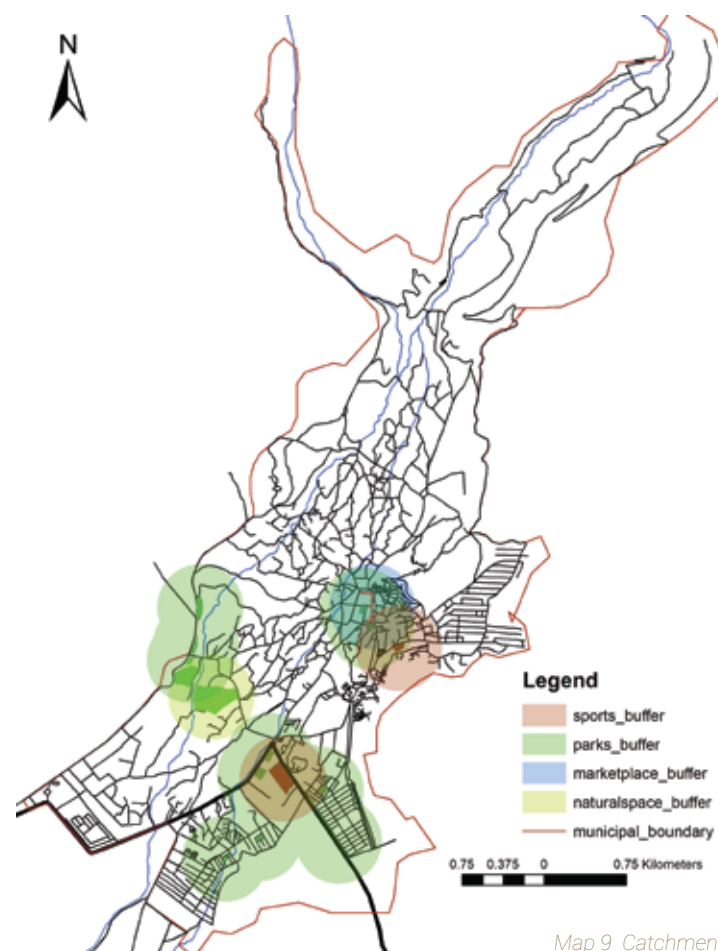 N
Legend
sports_buffer
parks_buffer
marketplace_buffer
naturalspace_buffer
municipal_boundary
0.75 0.375 0 0.75 Kilometers
Map 9 Catchmen